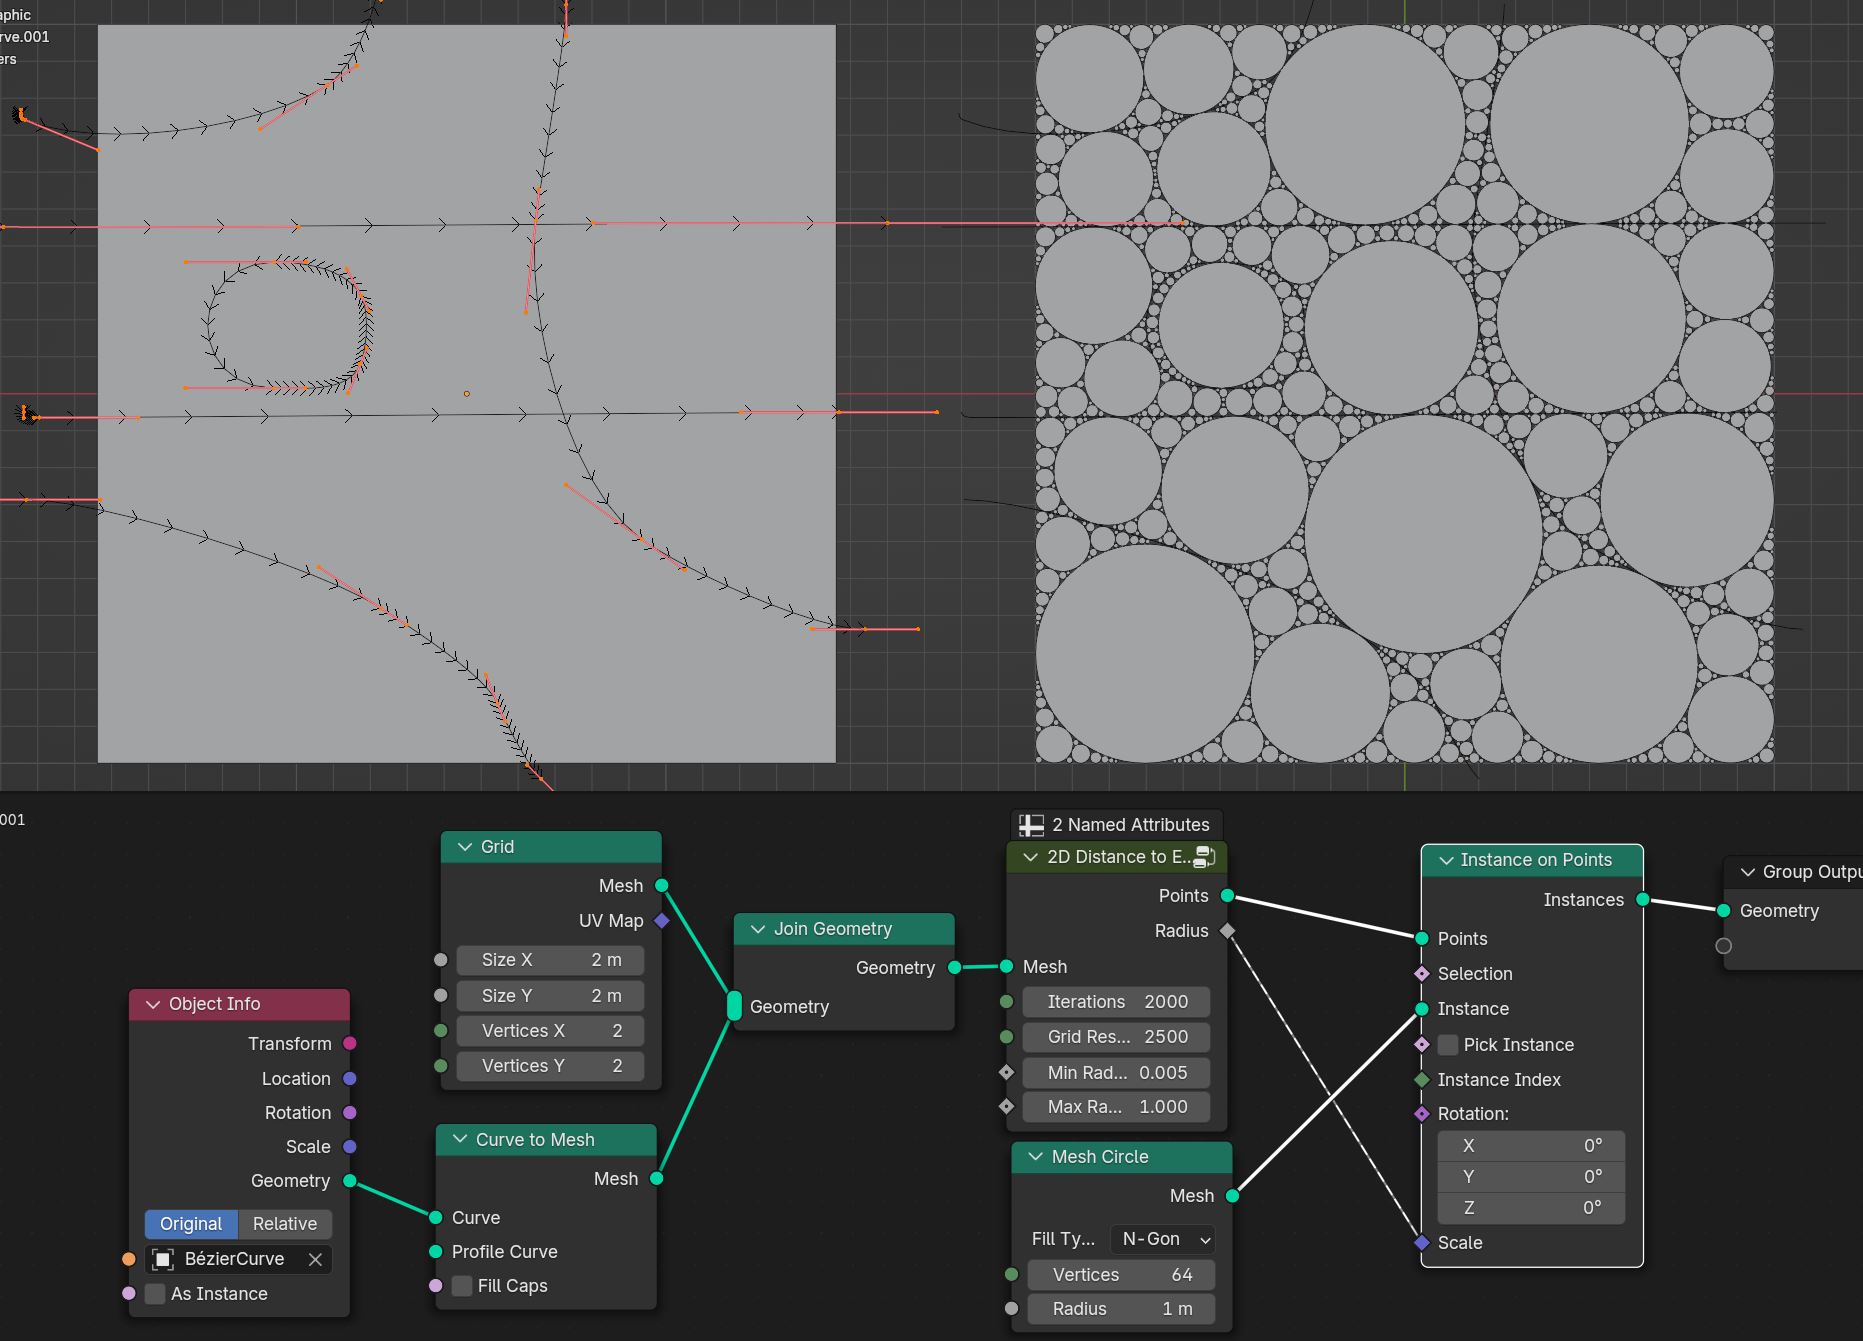 aphic
rve.001
ers
001
Object Info
Transform
Location
Rotation
Scale
Geometry
Original Relative
BézierCurve
As Instance
Grid
Mesh
UV Map
Size X 2 m
Size Y 2 m
Vertices X 2
Vertices Y 2
Curve to Mesh
Mesh
Curve
Profile Curve
Fill Caps
Join Geometry
Geometry
Geometry
2 Named Attributes
2D Distance to E..
Points
Radius
Mesh
Iterations 2000
Grid Res... 2500
Min Rad... 0.005
Max Ra... 1.000
Mesh Circle
Mesh
Fill Ty... N-Gon
Vertices 64
Radius 1 m
Instance on Points
Instances
Points
Selection
Instance
Pick Instance
Instance Index
Rotation:
X 0°
Y 0°
Z 0°
Scale
Group Outpu
Geometry